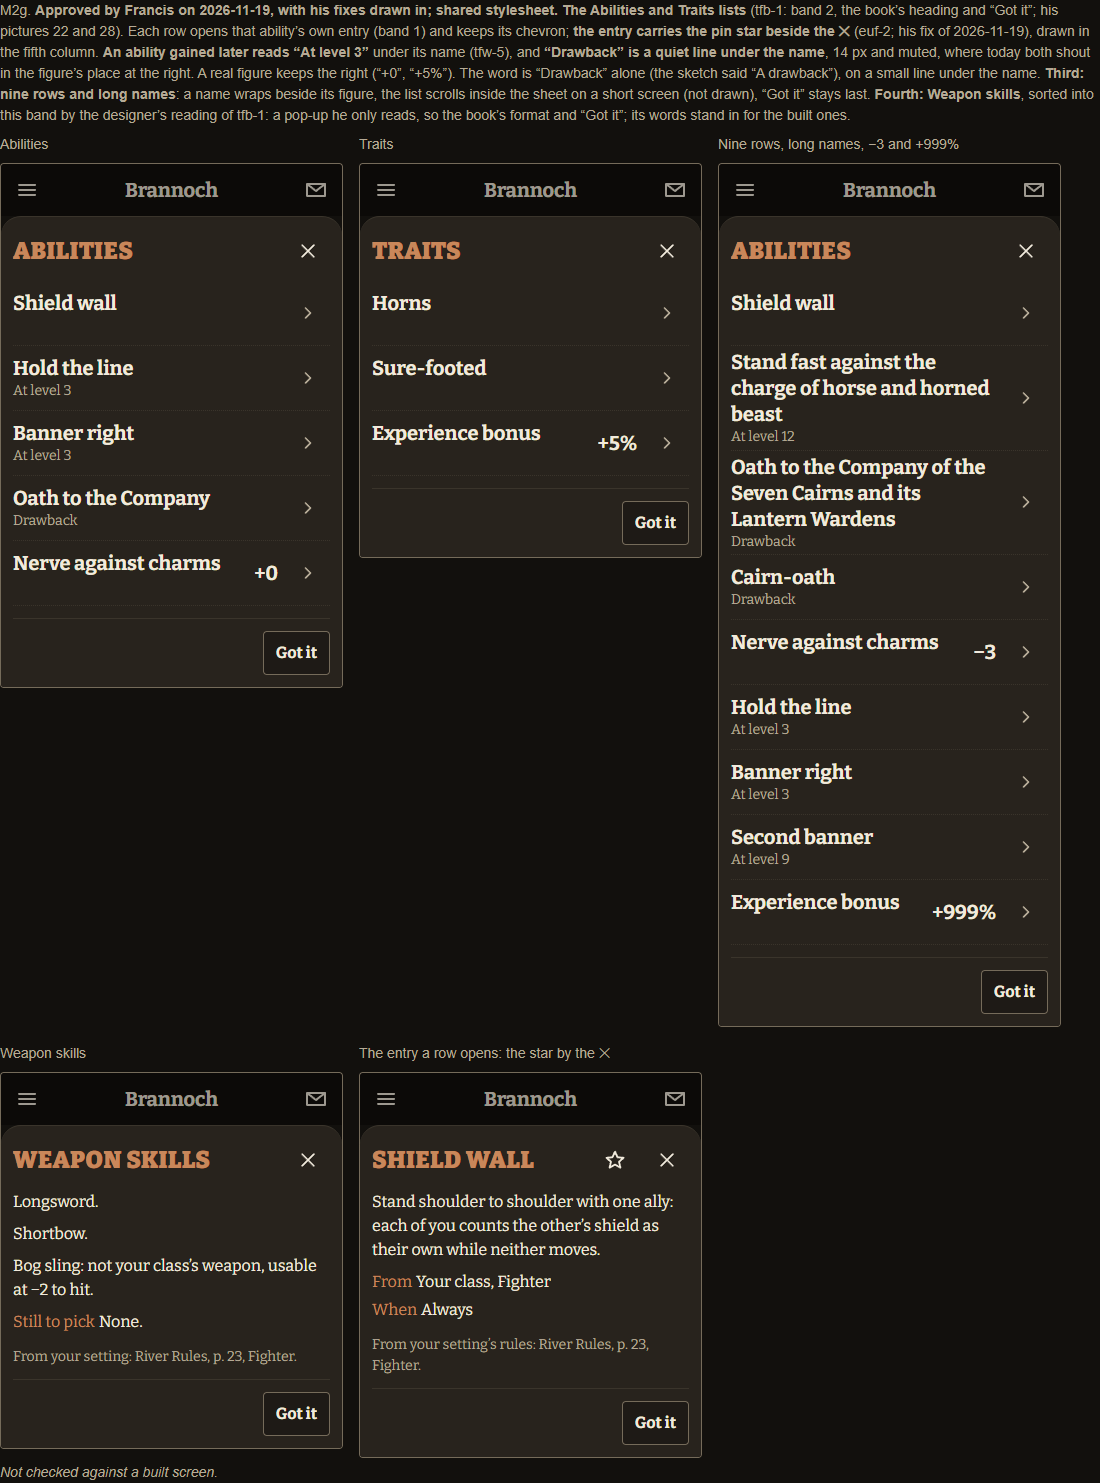 M2g. Approved by Francis on 2026-11-19, with his fixes drawn in; shared stylesheet. The Abilities and Traits lists (tfb-1: band 2, the book’s heading and “Got it”; his
pictures 22 and 28). Each row opens that ability’s own entry (band 1) and keeps its chevron; the entry carries the pin star beside the ✕ (euf-2; his fix of 2026-11-19), drawn in
the fifth column. An ability gained later reads “At level 3” under its name (tfw-5), and “Drawback” is a quiet line under the name, 14 px and muted, where today both shout
in the figure’s place at the right. A real figure keeps the right (“+0”, “+5%”). The word is “Drawback” alone (the sketch said “A drawback”), on a small line under the name. Third:
nine rows and long names: a name wraps beside its figure, the list scrolls inside the sheet on a short screen (not drawn), “Got it” stays last. Fourth: Weapon skills, sorted into
this band by the designer’s reading of tfb-1: a pop-up he only reads, so the book’s format and “Got it”; its words stand in for the built ones.
Abilities
Brannoch
ABILITIES
Shield wall
Hold the line
At level 3
Banner right
At level 3
Oath to the Company
Drawback
Nerve against charms
+0
Got it
Traits
Brannoch
TRAITS
Horns
Sure-footed
Experience bonus
+5%
Got it
Nine rows, long names, −3 and +999%
Brannoch
ABILITIES
Shield wall
Stand fast against the
charge of horse and horned
beast
At level 12
Oath to the Company of the
Seven Cairns and its
Lantern Wardens
Drawback
Cairn-oath
Drawback
Nerve against charms
−3
Hold the line
At level 3
Banner right
At level 3
Second banner
At level 9
Experience bonus
+999%
Got it
Weapon skills
Brannoch
WEAPON SKILLS
Longsword.
Shortbow.
Bog sling: not your class’s weapon, usable
at −2 to hit.
Still to pick None.
From your setting: River Rules, p. 23, Fighter.
Got it
The entry a row opens: the star by the ✕
Brannoch
SHIELD WALL
Stand shoulder to shoulder with one ally:
each of you counts the other’s shield as
their own while neither moves.
From Your class, Fighter
When Always
From your setting’s rules: River Rules, p. 23,
Fighter.
Got it
Not checked against a built screen.